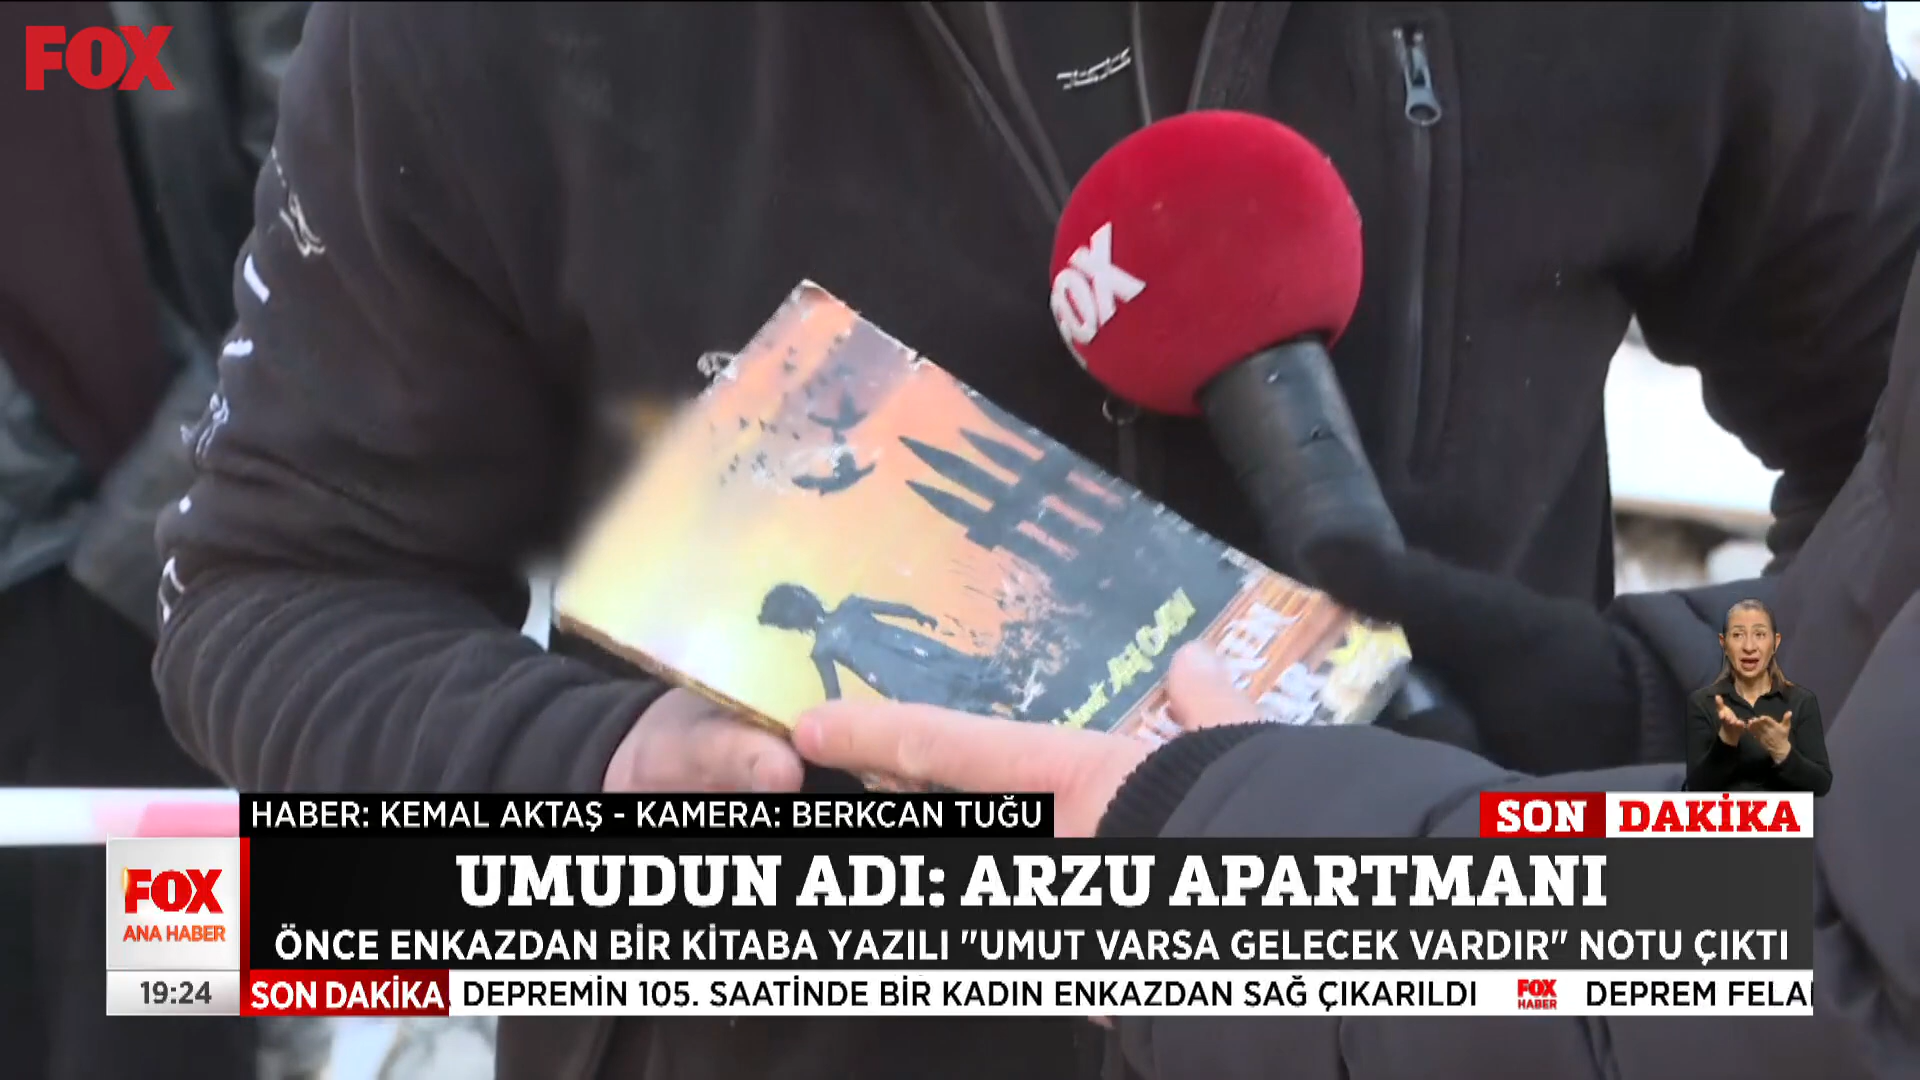 FOX
FOX
HABER: KEMAL AKTAŞ - KAMERA: BERKCAN TUĞU
SON DAKİKA
FOX
ANA HABER
UMUDUN ADI: ARZU APARTMANI
ÖNCE ENKAZDAN BİR KİTABA YAZILI "UMUT VARSA GELECEK VARDIR" NOTU ÇIKTI
19:24
SON DAKİKA
DEPREMİN 105. SAATİNDE BİR KADIN ENKAZDAN SAĞ ÇIKARILDI
FOX
HABER
DEPREM FELA